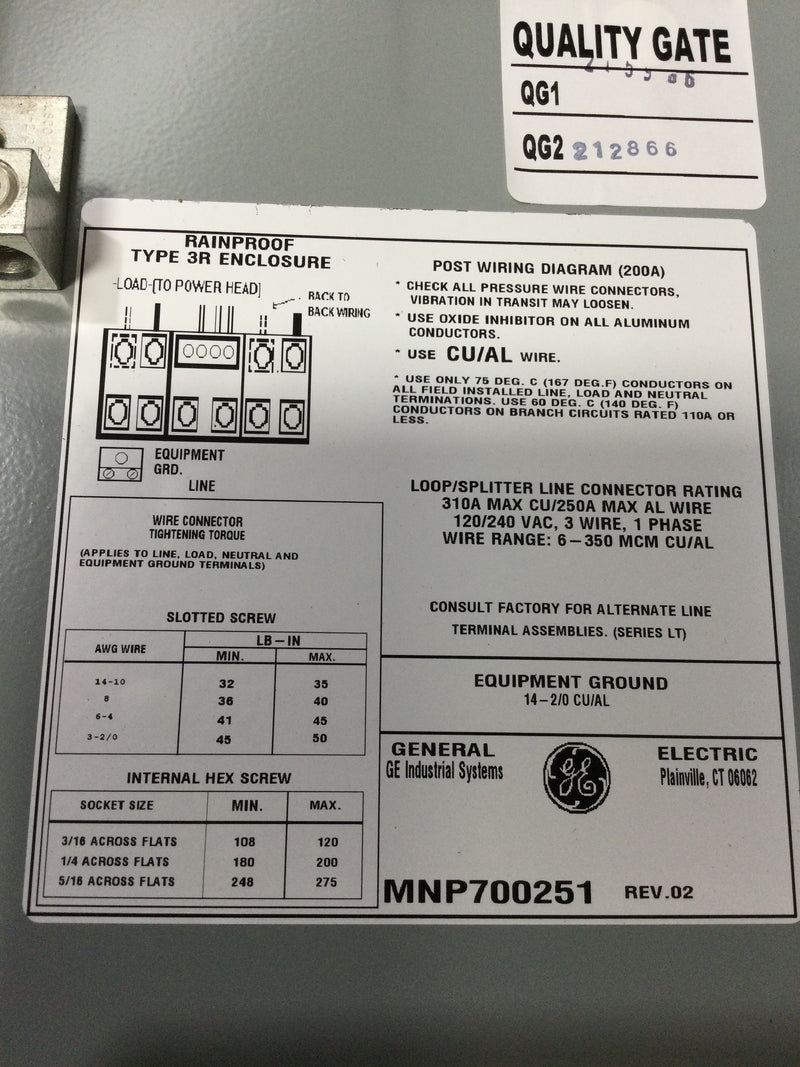 QUALITY GATE
QG1
QG2 212866
RAINPROOF
TYPE 3R ENCLOSURE
-LOAD-[TO POWER HEAD]
BACK TO
BACK WIRING
EQUIPMENT
GRD.
LINE
WIRE CONNECTOR
TIGHTENING TORQUE
(APPLIES TO LINE, LOAD, NEUTRAL AND
EQUIPMENT GROUND TERMINALS)
SLOTTED SCREW
AWG WIRE LB-IN
MIN. MAX.
14-10 32 35
8 36 40
6-4 41 45
3-2/0 45 50
INTERNAL HEX SCREW
SOCKET SIZE MIN. MAX.
3/16 ACROSS FLATS 108 120
1/4 ACROSS FLATS 180 200
5/16 ACROSS FLATS 248 275
POST WIRING DIAGRAM (200A)
* CHECK ALL PRESSURE WIRE CONNECTORS,
VIBRATION IN TRANSIT MAY LOOSEN.
* USE OXIDE INHIBITOR ON ALL ALUMINUM
CONDUCTORS.
* USE CU/AL WIRE.
* USE ONLY 75 DEG. C (167 DEG.F) CONDUCTORS ON
ALL FIELD INSTALLED LINE, LOAD AND NEUTRAL
TERMINATIONS. USE 60 DEG. C (140 DEG. F)
CONDUCTORS ON BRANCH CIRCUITS RATED 110A OR
LESS.
LOOP/SPLITTER LINE CONNECTOR RATING
310A MAX CU/250A MAX AL WIRE
120/240 VAC, 3 WIRE, 1 PHASE
WIRE RANGE: 6-350 MCM CU/AL
CONSULT FACTORY FOR ALTERNATE LINE
TERMINAL ASSEMBLIES. (SERIES LT)
EQUIPMENT GROUND
14-2/0 CU/AL
GENERAL GE ELECTRIC
GE Industrial Systems Plainville, CT 06062
MNP700251 REV.02